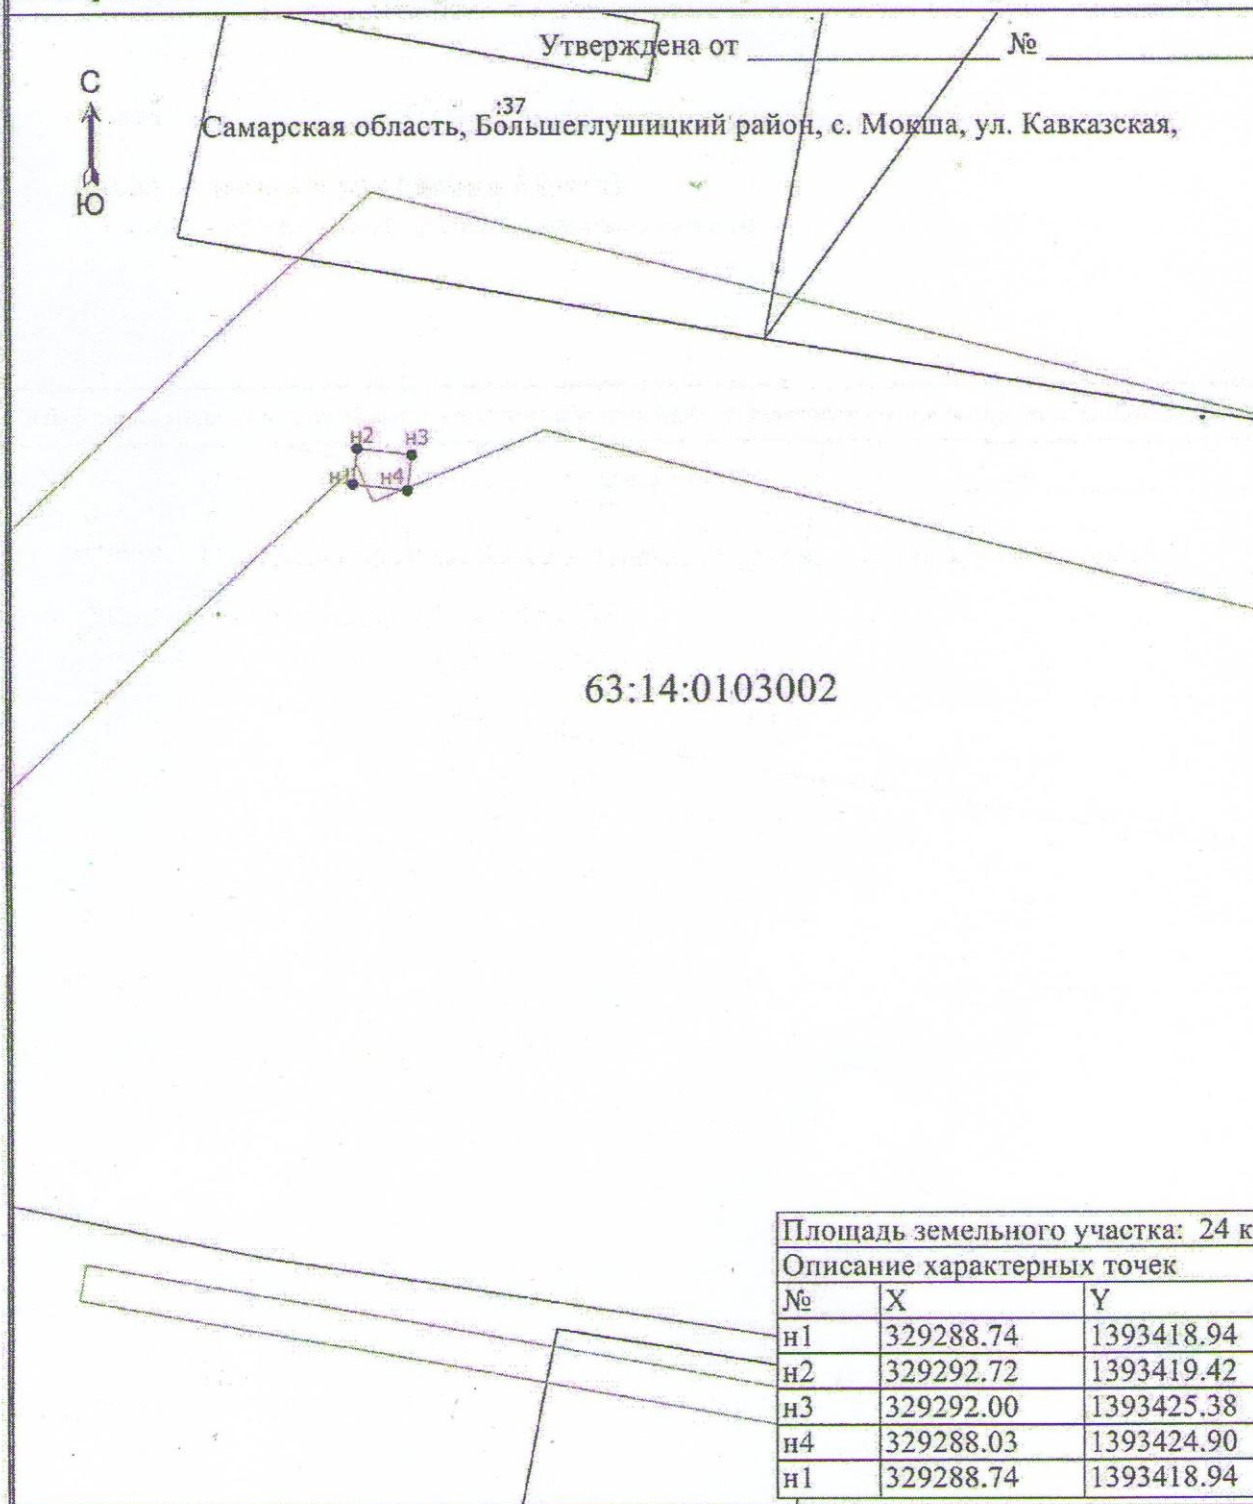 Утверждена от ____________ № ____________
С
:37
Самарская область, Большеглушицкий район, с. Мокша, ул. Кавказская,
Ю
н2 н3
н1 н4
63:14:0103002
Площадь земельного участка: 24 к
Описание характерных точек
№ X Y
н1 329288.74 1393418.94
н2 329292.72 1393419.42
н3 329292.00 1393425.38
н4 329288.03 1393424.90
н1 329288.74 1393418.94